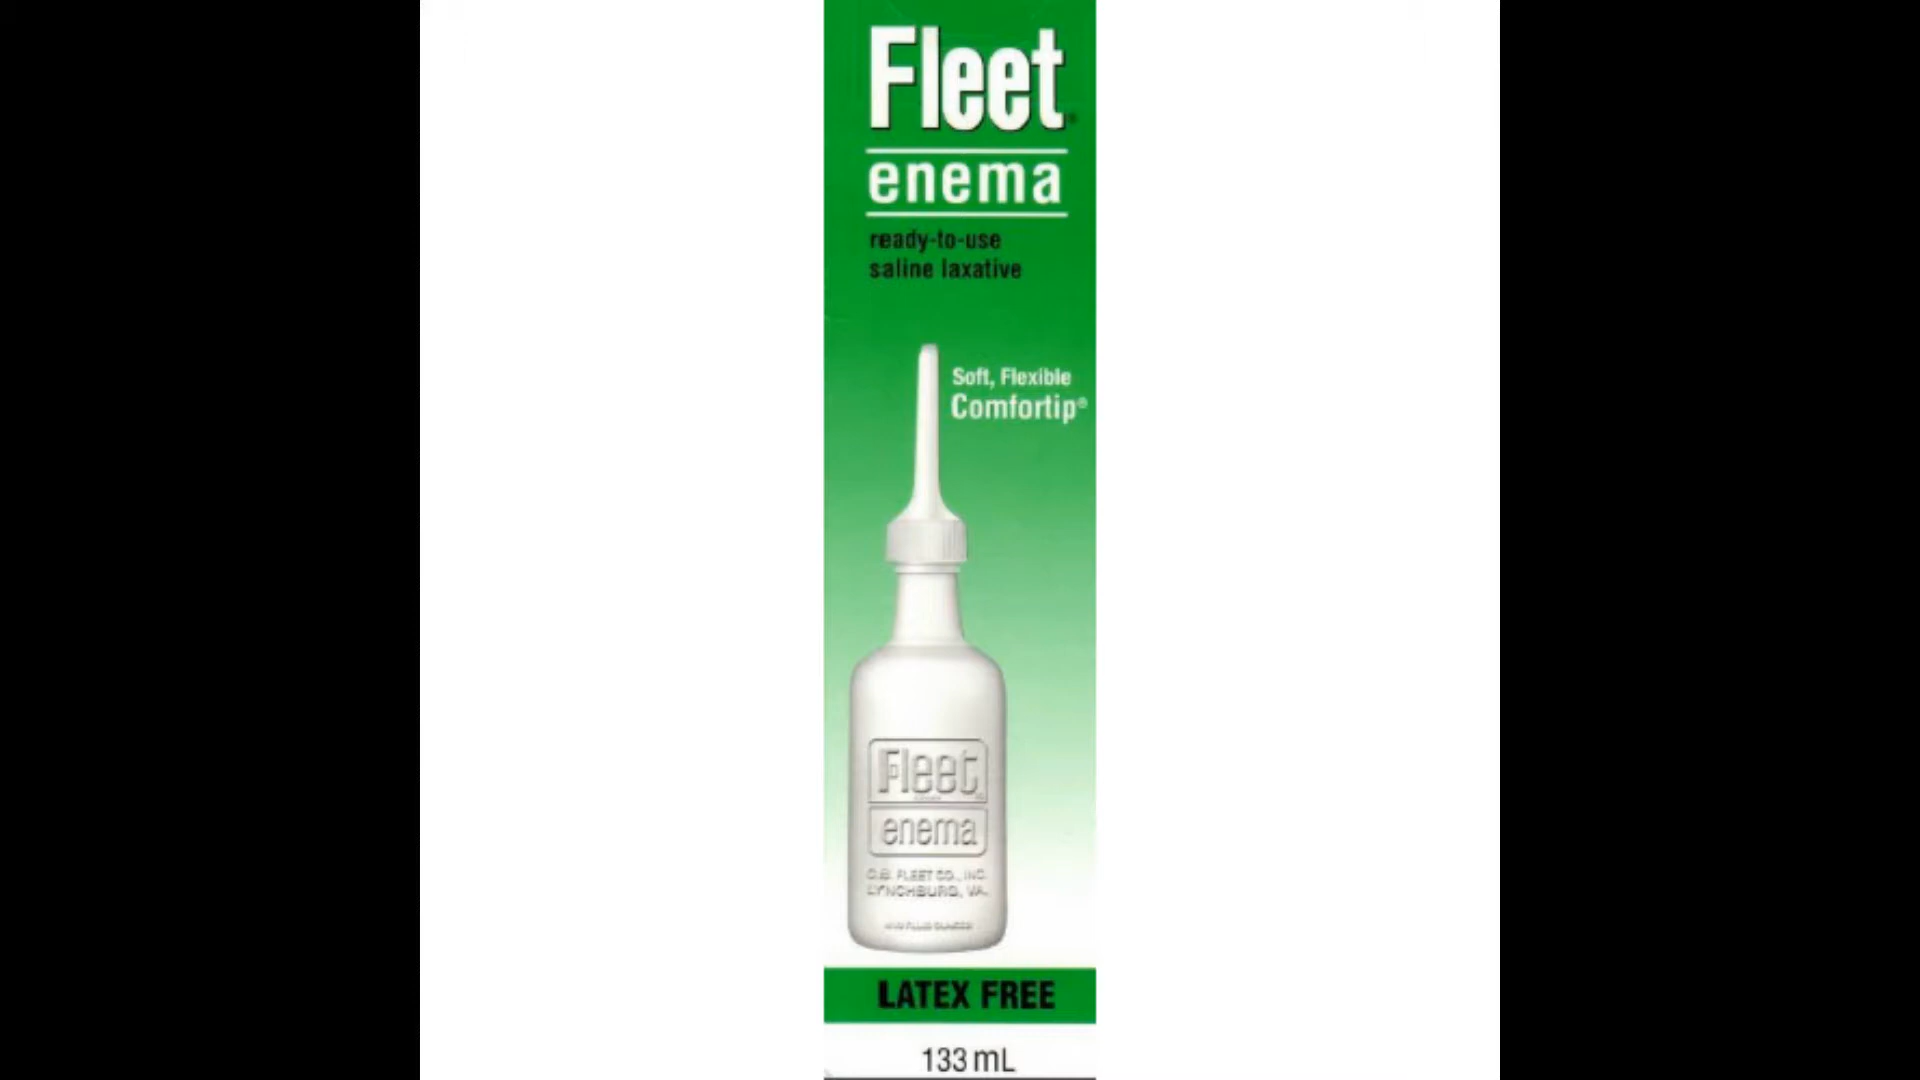 Fleet®
enema
ready-to-use
saline laxative
Soft, Flexible
Comfortip®
Fleet
enema
C.B. FLEET CO., INC.
LYNCHBURG, VA.
LATEX FREE
133 mL